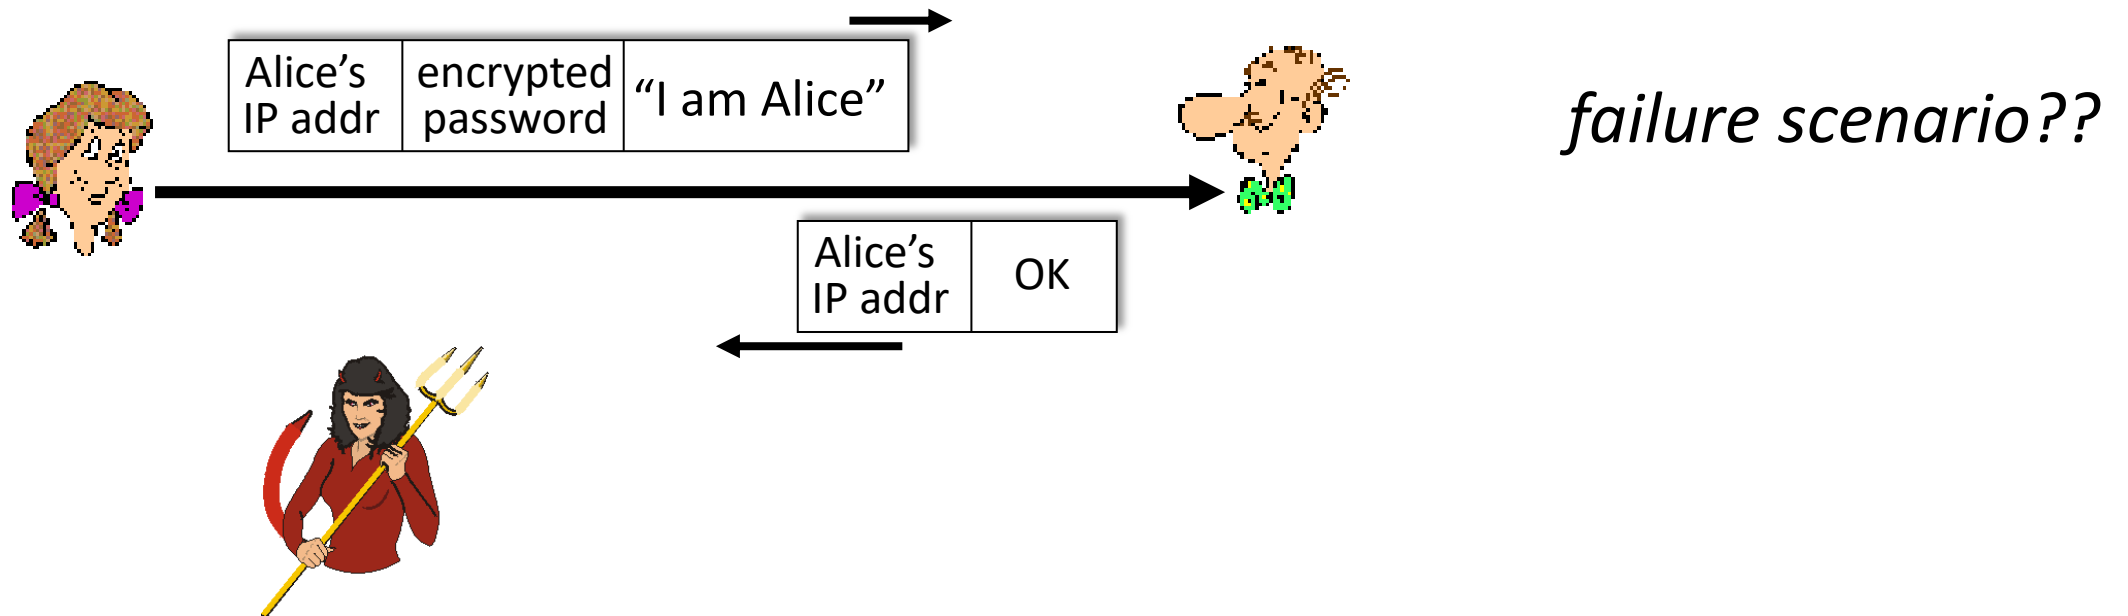 Alice’s
IP addr
encrypted
password
“I am Alice”
failure scenario??
Alice’s
IP addr
OK